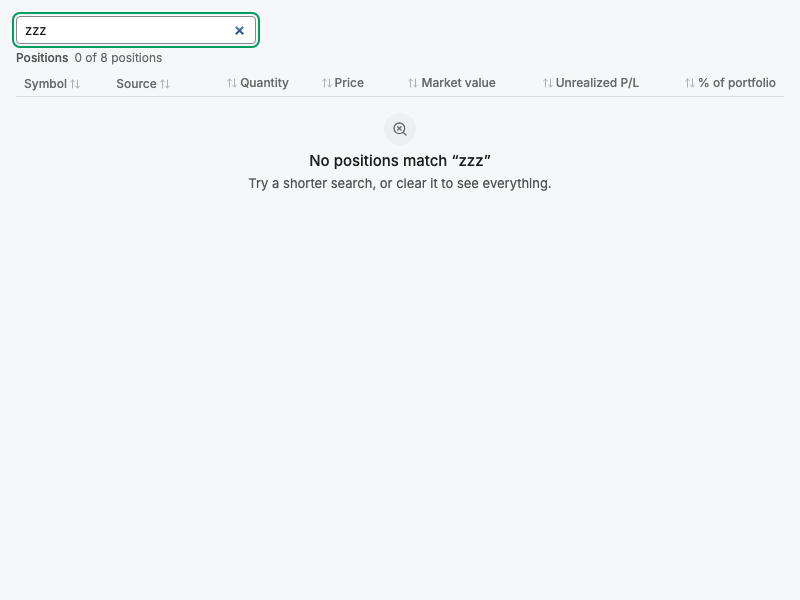 zzz
Positions 0 of 8 positions
Symbol Source Quantity Price Market value Unrealized P/L % of portfolio
No positions match “zzz”
Try a shorter search, or clear it to see everything.